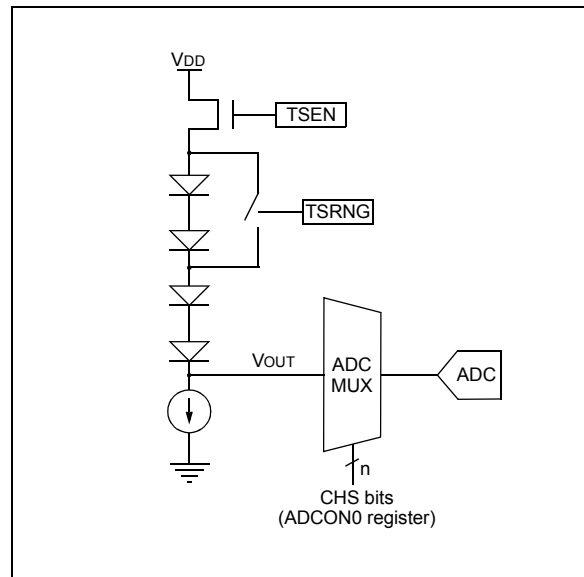 VDD
TSEN
TSRNG
VOUT
ADC
MUX
ADC
n
CHS bits
(ADCON0 register)